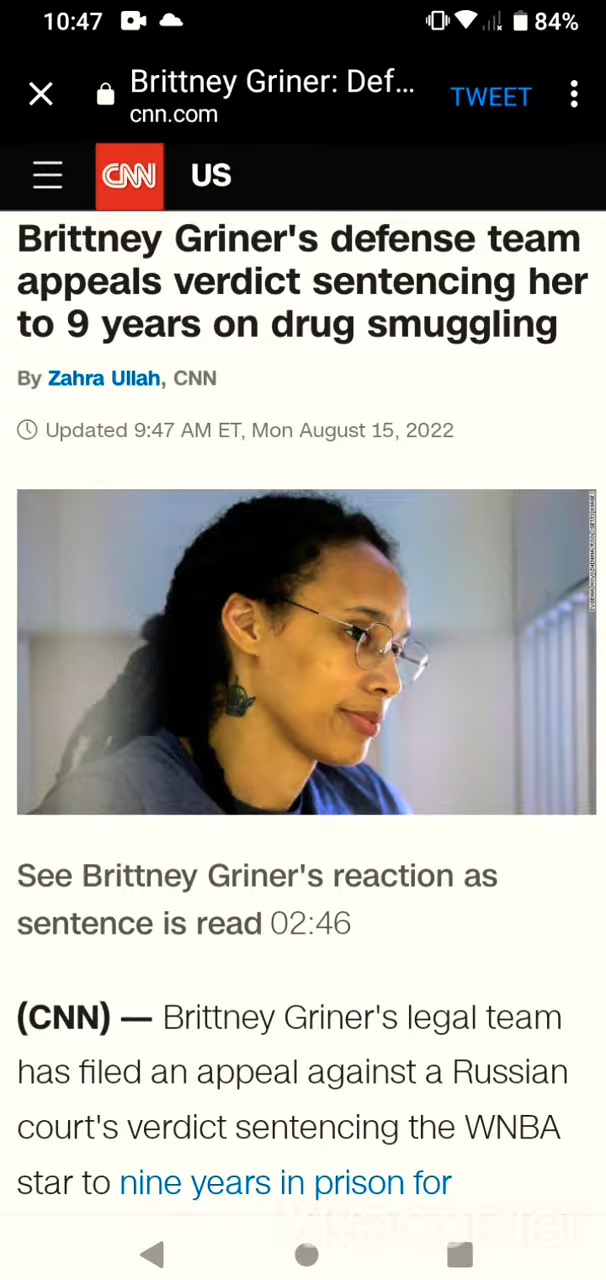 10:47
84%
Brittney Griner: Def...
cnn.com
TWEET
CNN
US
Brittney Griner's defense team
appeals verdict sentencing her
to 9 years on drug smuggling
By Zahra Ullah, CNN
Updated 9:47 AM ET, Mon August 15, 2022
See Brittney Griner's reaction as
sentence is read 02:46
(CNN) — Brittney Griner's legal team
has filed an appeal against a Russian
court's verdict sentencing the WNBA
star to nine years in prison for